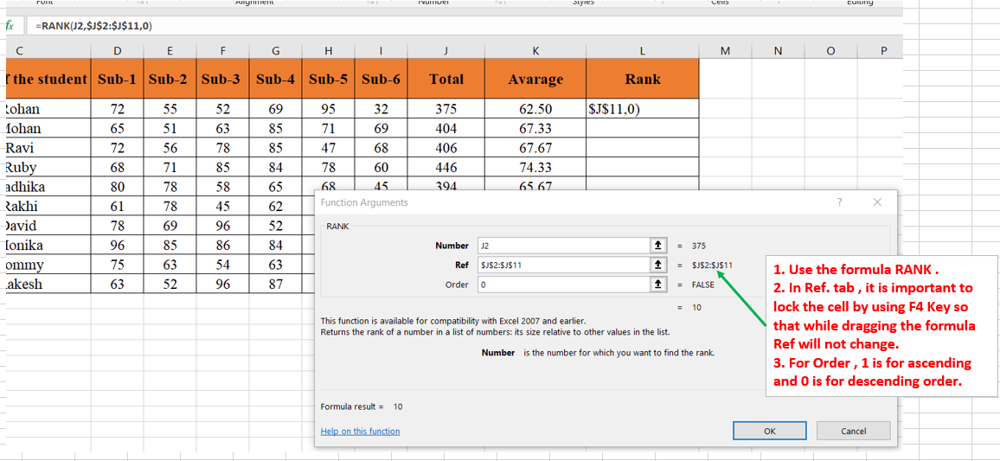 Font Alignment Number Styles Cells Editing
fx =RANK(J2,$J$2:$J$11,0)
C D E F G H I J K L M N O P
the student Sub-1 Sub-2 Sub-3 Sub-4 Sub-5 Sub-6 Total Avarage Rank
Rohan 72 55 52 69 95 32 375 62.50 $J$11,0)
Mohan 65 51 63 85 71 69 404 67.33
Ravi 72 56 78 85 47 68 406 67.67
Ruby 68 71 85 84 78 60 446 74.33
adhika 80 78 58 65 68 45 394 65.67
Rakhi 61 78 45 62
David 78 69 96 52
Monika 96 85 86 84
ommy 75 63 54 63
akesh 63 52 96 87
Function Arguments ?
RANK
Number J2 = 375
Ref $J$2:$J$11 = $J$2:$J$11
Order 0 = FALSE
= 10
This function is available for compatibility with Excel 2007 and earlier.
Returns the rank of a number in a list of numbers: its size relative to other values in the list.
Number is the number for which you want to find the rank.
Formula result = 10
Help on this function
OK Cancel
1. Use the formula RANK .
2. In Ref. tab , it is important to
lock the cell by using F4 Key so
that while dragging the formula
Ref will not change.
3. For Order , 1 is for ascending
and 0 is for descending order.